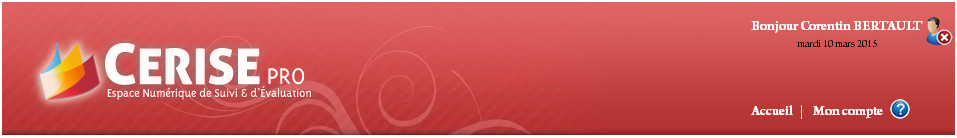 Bonjour Corentin BERTAULT
mardi 10 mars 2015
CERISE PRO
Espace Numérique de Suivi & d'Évaluation
Accueil | Mon compte ?